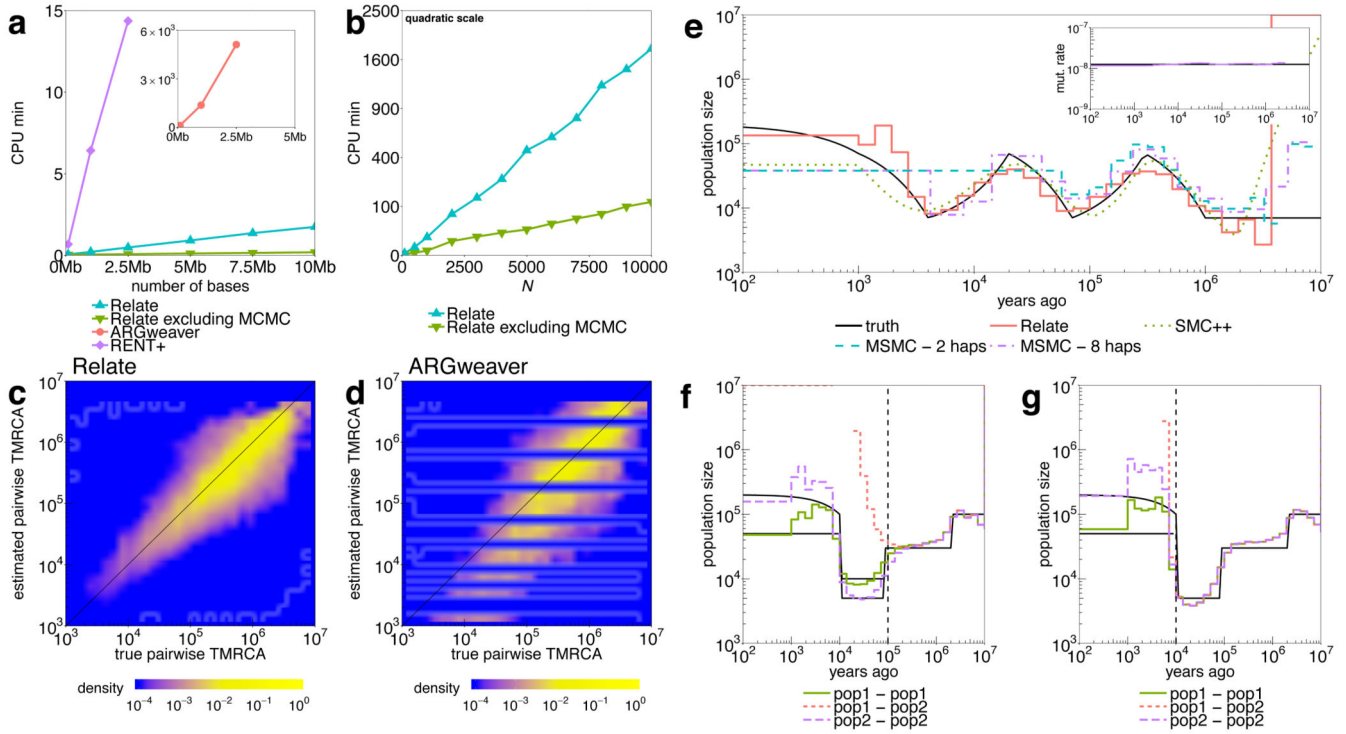 a
CPU min
15
10
5
0
6 × 10³
3 × 10³
0
0Mb 2.5Mb 5Mb
0Mb 2.5Mb 5Mb 7.5Mb 10Mb
number of bases
Relate
Relate excluding MCMC
ARGweaver
RENT+
b
quadratic scale
CPU min
2500
1600
900
400
100
0
0 2500 5000 7500 10000
N
Relate
Relate excluding MCMC
e
population size
10⁷
10⁶
10⁵
10⁴
10³
mut. rate
10⁻⁷
10⁻⁸
10⁻⁹
10² 10³ 10⁴ 10⁵ 10⁶ 10⁷
10² 10³ 10⁴ 10⁵ 10⁶ 10⁷
years ago
truth Relate SMC++
MSMC − 2 haps MSMC − 8 haps
c
Relate
estimated pairwise TMRCA
10⁷
10⁶
10⁵
10⁴
10³
10³ 10⁴ 10⁵ 10⁶ 10⁷
true pairwise TMRCA
density
10⁻⁴ 10⁻³ 10⁻² 10⁻¹ 10⁰
d
ARGweaver
estimated pairwise TMRCA
10⁷
10⁶
10⁵
10⁴
10³
10³ 10⁴ 10⁵ 10⁶ 10⁷
true pairwise TMRCA
density
10⁻⁴ 10⁻³ 10⁻² 10⁻¹ 10⁰
f
population size
10⁷
10⁶
10⁵
10⁴
10³
10² 10³ 10⁴ 10⁵ 10⁶ 10⁷
years ago
pop1 − pop1
pop1 − pop2
pop2 − pop2
g
population size
10⁷
10⁶
10⁵
10⁴
10³
10² 10³ 10⁴ 10⁵ 10⁶ 10⁷
years ago
pop1 − pop1
pop1 − pop2
pop2 − pop2